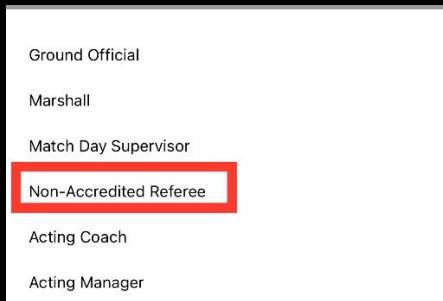 Ground Official
Marshall
Match Day Supervisor
Non-Accredited Referee
Acting Coach
Acting Manager